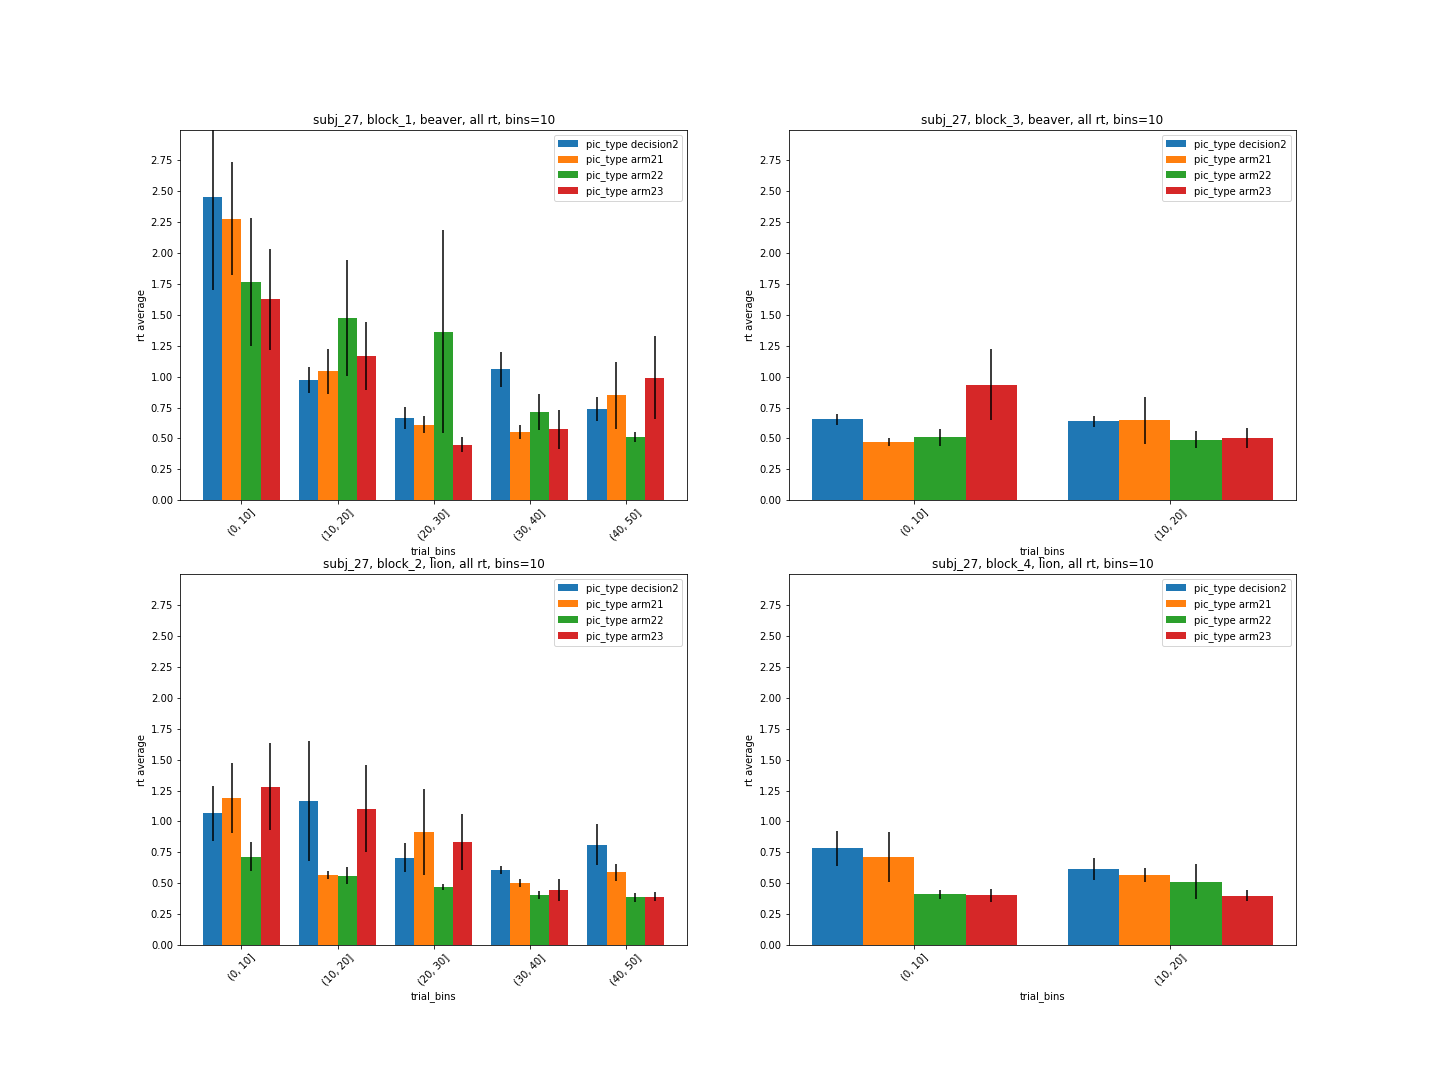 subj_27, block_1, beaver, all rt, bins=10
pic_type decision2
pic_type arm21
pic_type arm22
pic_type arm23
rt average
2.75
2.50
2.25
2.00
1.75
1.50
1.25
1.00
0.75
0.50
0.25
0.00
(0, 10]
(10, 20]
(20, 30]
(30, 40]
(40, 50]
trial_bins
subj_27, block_3, beaver, all rt, bins=10
pic_type decision2
pic_type arm21
pic_type arm22
pic_type arm23
rt average
2.75
2.50
2.25
2.00
1.75
1.50
1.25
1.00
0.75
0.50
0.25
0.00
(0, 10]
(10, 20]
trial_bins
subj_27, block_2, lion, all rt, bins=10
pic_type decision2
pic_type arm21
pic_type arm22
pic_type arm23
rt average
2.75
2.50
2.25
2.00
1.75
1.50
1.25
1.00
0.75
0.50
0.25
0.00
(0, 10]
(10, 20]
(20, 30]
(30, 40]
(40, 50]
trial_bins
subj_27, block_4, lion, all rt, bins=10
pic_type decision2
pic_type arm21
pic_type arm22
pic_type arm23
rt average
2.75
2.50
2.25
2.00
1.75
1.50
1.25
1.00
0.75
0.50
0.25
0.00
(0, 10]
(10, 20]
trial_bins